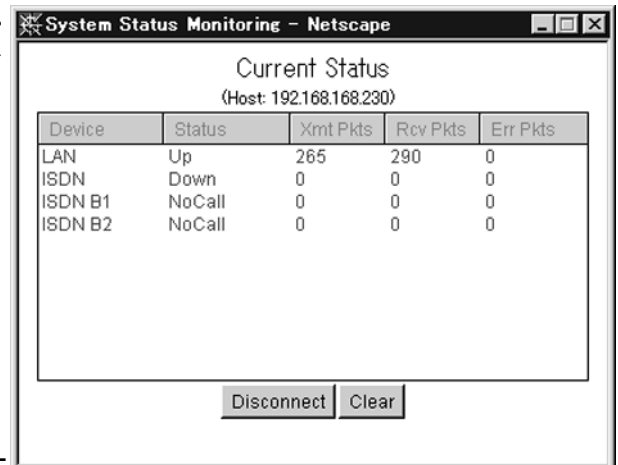 System Status Monitoring - Netscape
Current Status
(Host: 192.168.168.230)
Device Status Xmt Pkts Rcv Pkts Err Pkts
LAN Up 265 290 0
ISDN Down 0 0 0
ISDN B1 NoCall 0 0 0
ISDN B2 NoCall 0 0 0
Disconnect Clear